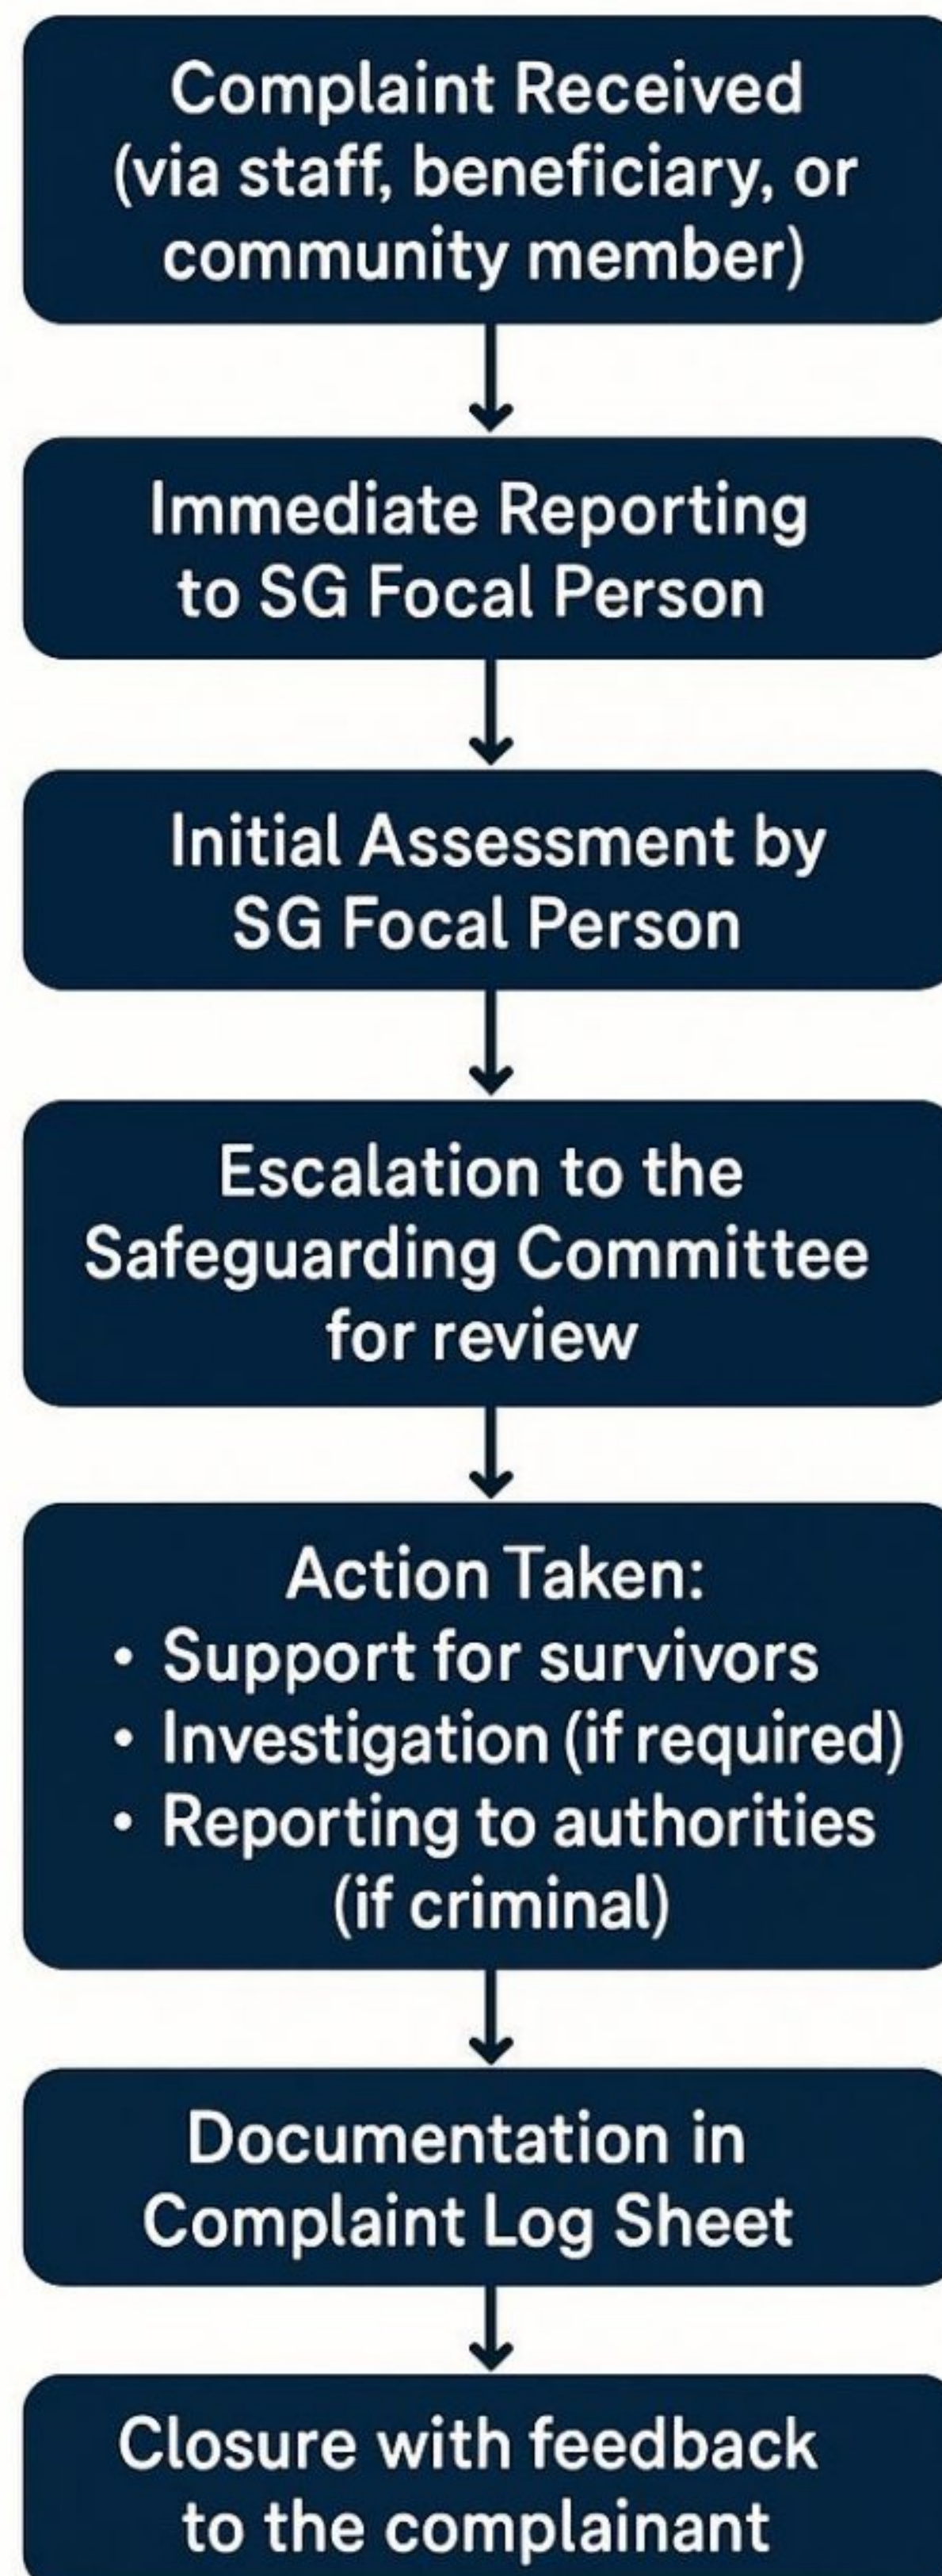 Complaint Received
(via staff, beneficiary, or
community member)
Immediate Reporting
to SG Focal Person
Initial Assessment by
SG Focal Person
Escalation to the
Safeguarding Committee
for review
Action Taken:
• Support for survivors
• Investigation (if required)
• Reporting to authorities
(if criminal)
Documentation in
Complaint Log Sheet
Closure with feedback
to the complainant